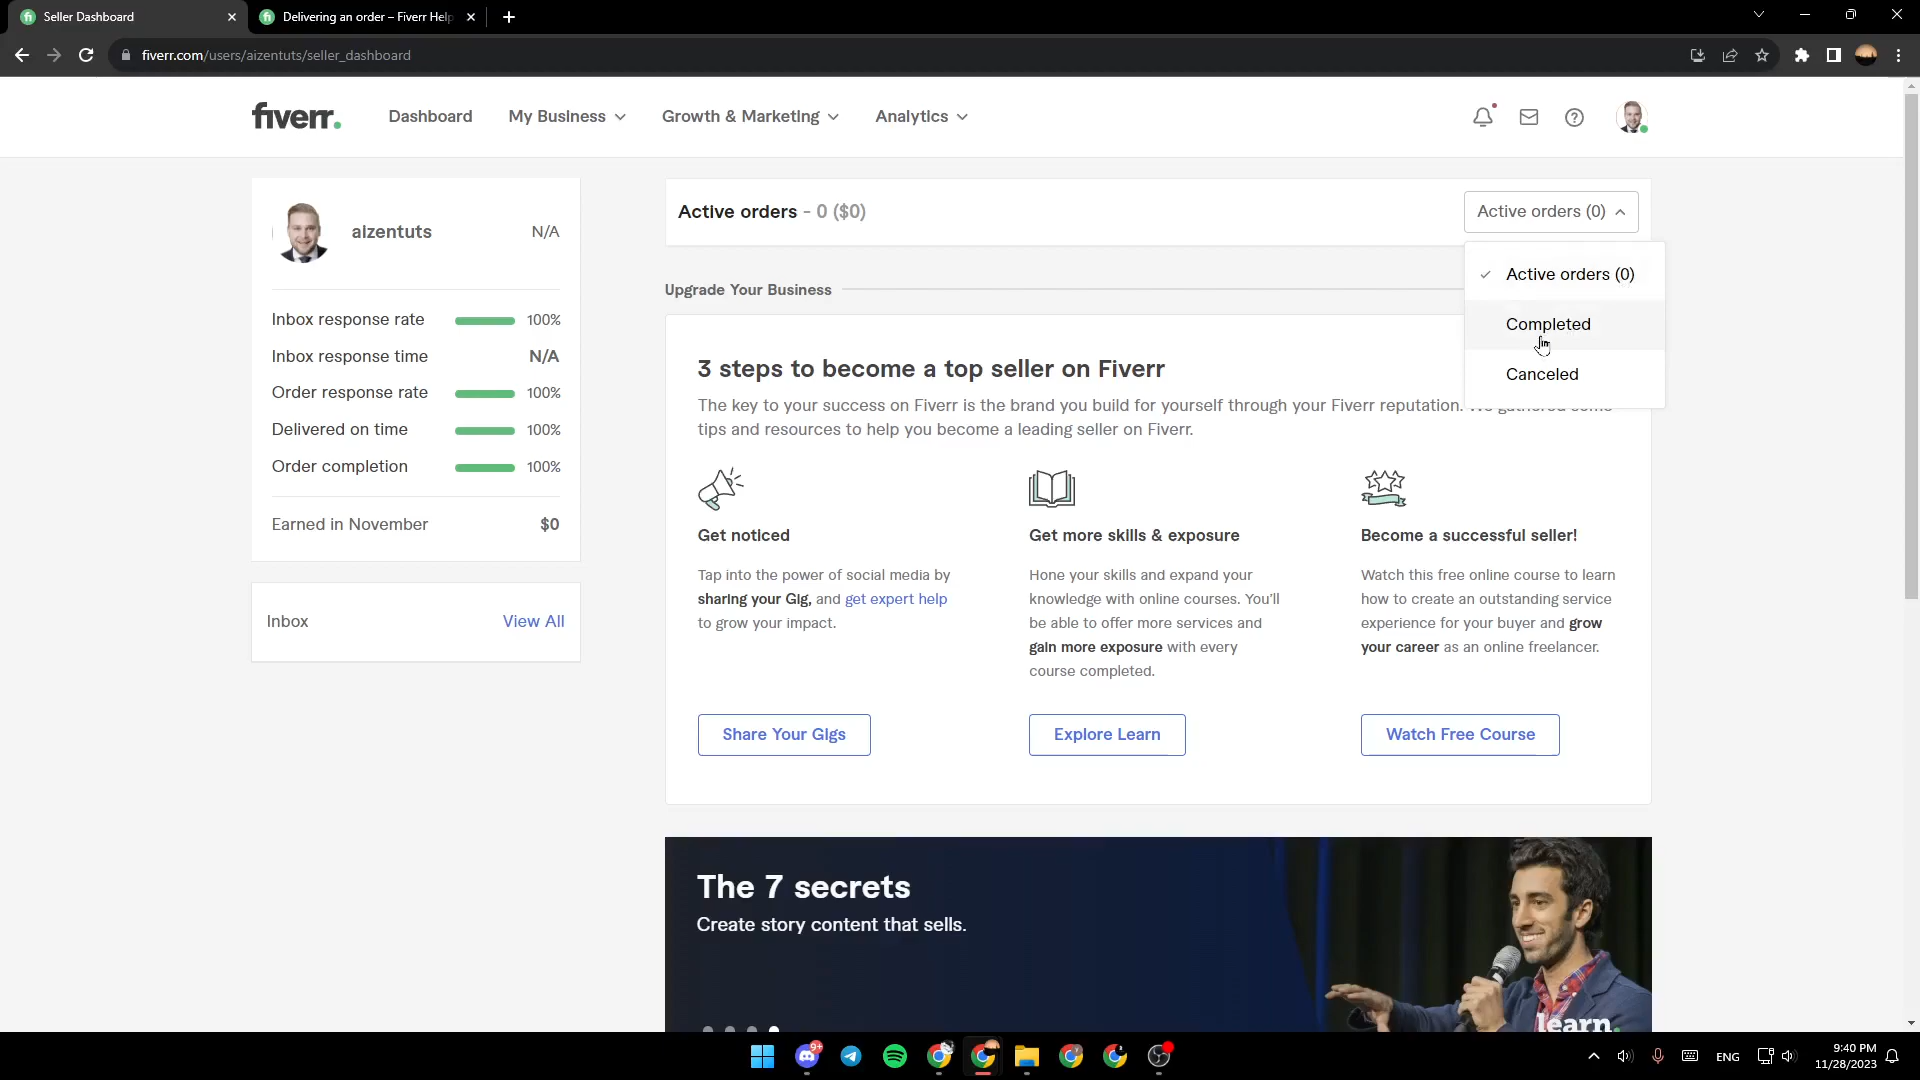 Seller Dashboard
Delivering an order – Fiverr Help
fiverr.com/users/aizentuts/seller_dashboard
fiverr.
Dashboard
My Business
Growth & Marketing
Analytics
aizentuts
N/A
Inbox response rate
100%
Inbox response time
N/A
Order response rate
100%
Delivered on time
100%
Order completion
100%
Earned in November
$0
Inbox
View All
Active orders - 0 ($0)
Active orders (0)
Active orders (0)
Completed
Canceled
Upgrade Your Business
3 steps to become a top seller on Fiverr
The key to your success on Fiverr is the brand you build for yourself through your Fiverr reputation. We gathered some
tips and resources to help you become a leading seller on Fiverr.
Get noticed
Tap into the power of social media by
sharing your Gig, and get expert help
to grow your impact.
Share Your Gigs
Get more skills & exposure
Hone your skills and expand your
knowledge with online courses. You'll
be able to offer more services and
gain more exposure with every
course completed.
Explore Learn
Become a successful seller!
Watch this free online course to learn
how to create an outstanding service
experience for your buyer and grow
your career as an online freelancer.
Watch Free Course
The 7 secrets
Create story content that sells.
learn.
9+
ENG
9:40 PM
11/28/2023